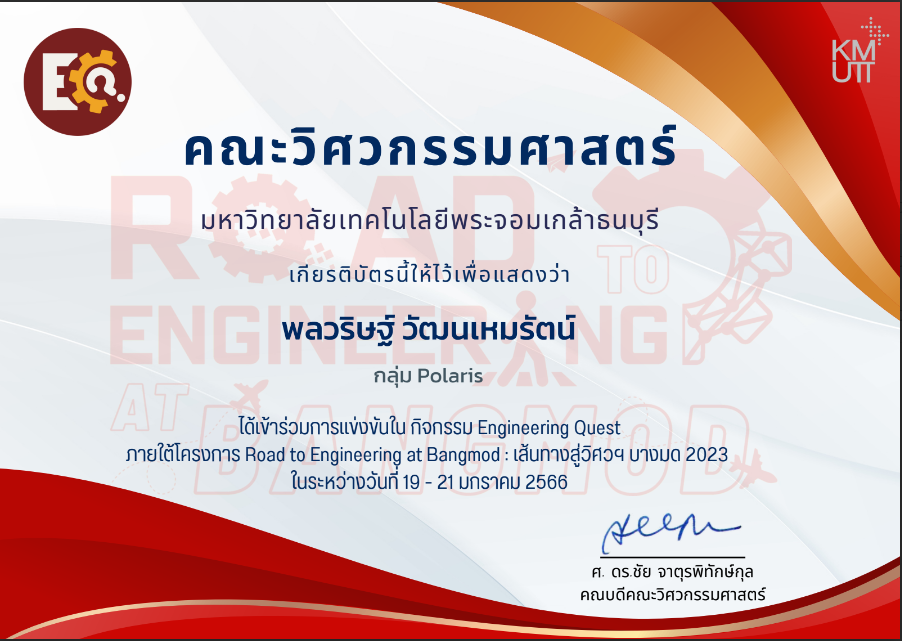 EQ.
KM
UTT
คณะวิศวกรรมศาสตร์
มหาวิทยาลัยเทคโนโลยีพระจอมเกล้าธนบุรี
เกียรติบัตรนี้ให้ไว้เพื่อแสดงว่า
พลวริษฐ์ วัฒนเหมรัตน์
กลุ่ม Polaris
ได้เข้าร่วมการแข่งขันใน กิจกรรม Engineering Quest
ภายใต้โครงการ Road to Engineering at Bangmod : เส้นทางสู่วิศวฯ บางมด 2023
ในระหว่างวันที่ 19 - 21 มกราคม 2566
ROAD
TO
ENGINEERING
AT
BANGMOD
ศ. ดร.ชัย จาตุรพิทักษ์กุล
คณบดีคณะวิศวกรรมศาสตร์